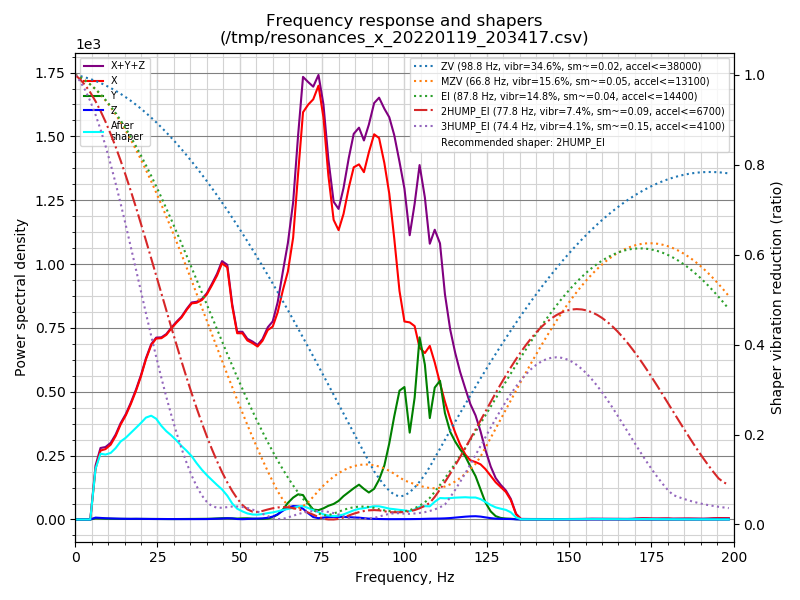 Frequency response and shapers
(/tmp/resonances_x_20220119_203417.csv)
1e3
X+Y+Z
X
Y
Z
After
shaper
ZV (98.8 Hz, vibr=34.6%, sm~=0.02, accel<=38000)
MZV (66.8 Hz, vibr=15.6%, sm~=0.05, accel<=13100)
EI (87.8 Hz, vibr=14.8%, sm~=0.04, accel<=14400)
2HUMP_EI (77.8 Hz, vibr=7.4%, sm~=0.09, accel<=6700)
3HUMP_EI (74.4 Hz, vibr=4.1%, sm~=0.15, accel<=4100)
Recommended shaper: 2HUMP_EI
Power spectral density
1.75
1.50
1.25
1.00
0.75
0.50
0.25
0.00
1.0
0.8
0.6
0.4
0.2
0.0
Shaper vibration reduction (ratio)
0 25 50 75 100 125 150 175 200
Frequency, Hz